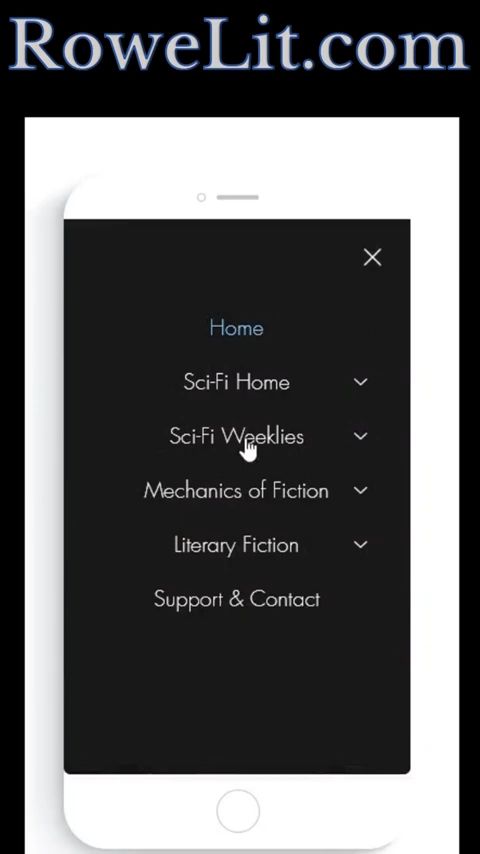 RoweLit.com
Home
Sci-Fi Home
Sci-Fi Weeklies
Mechanics of Fiction
Literary Fiction
Support & Contact